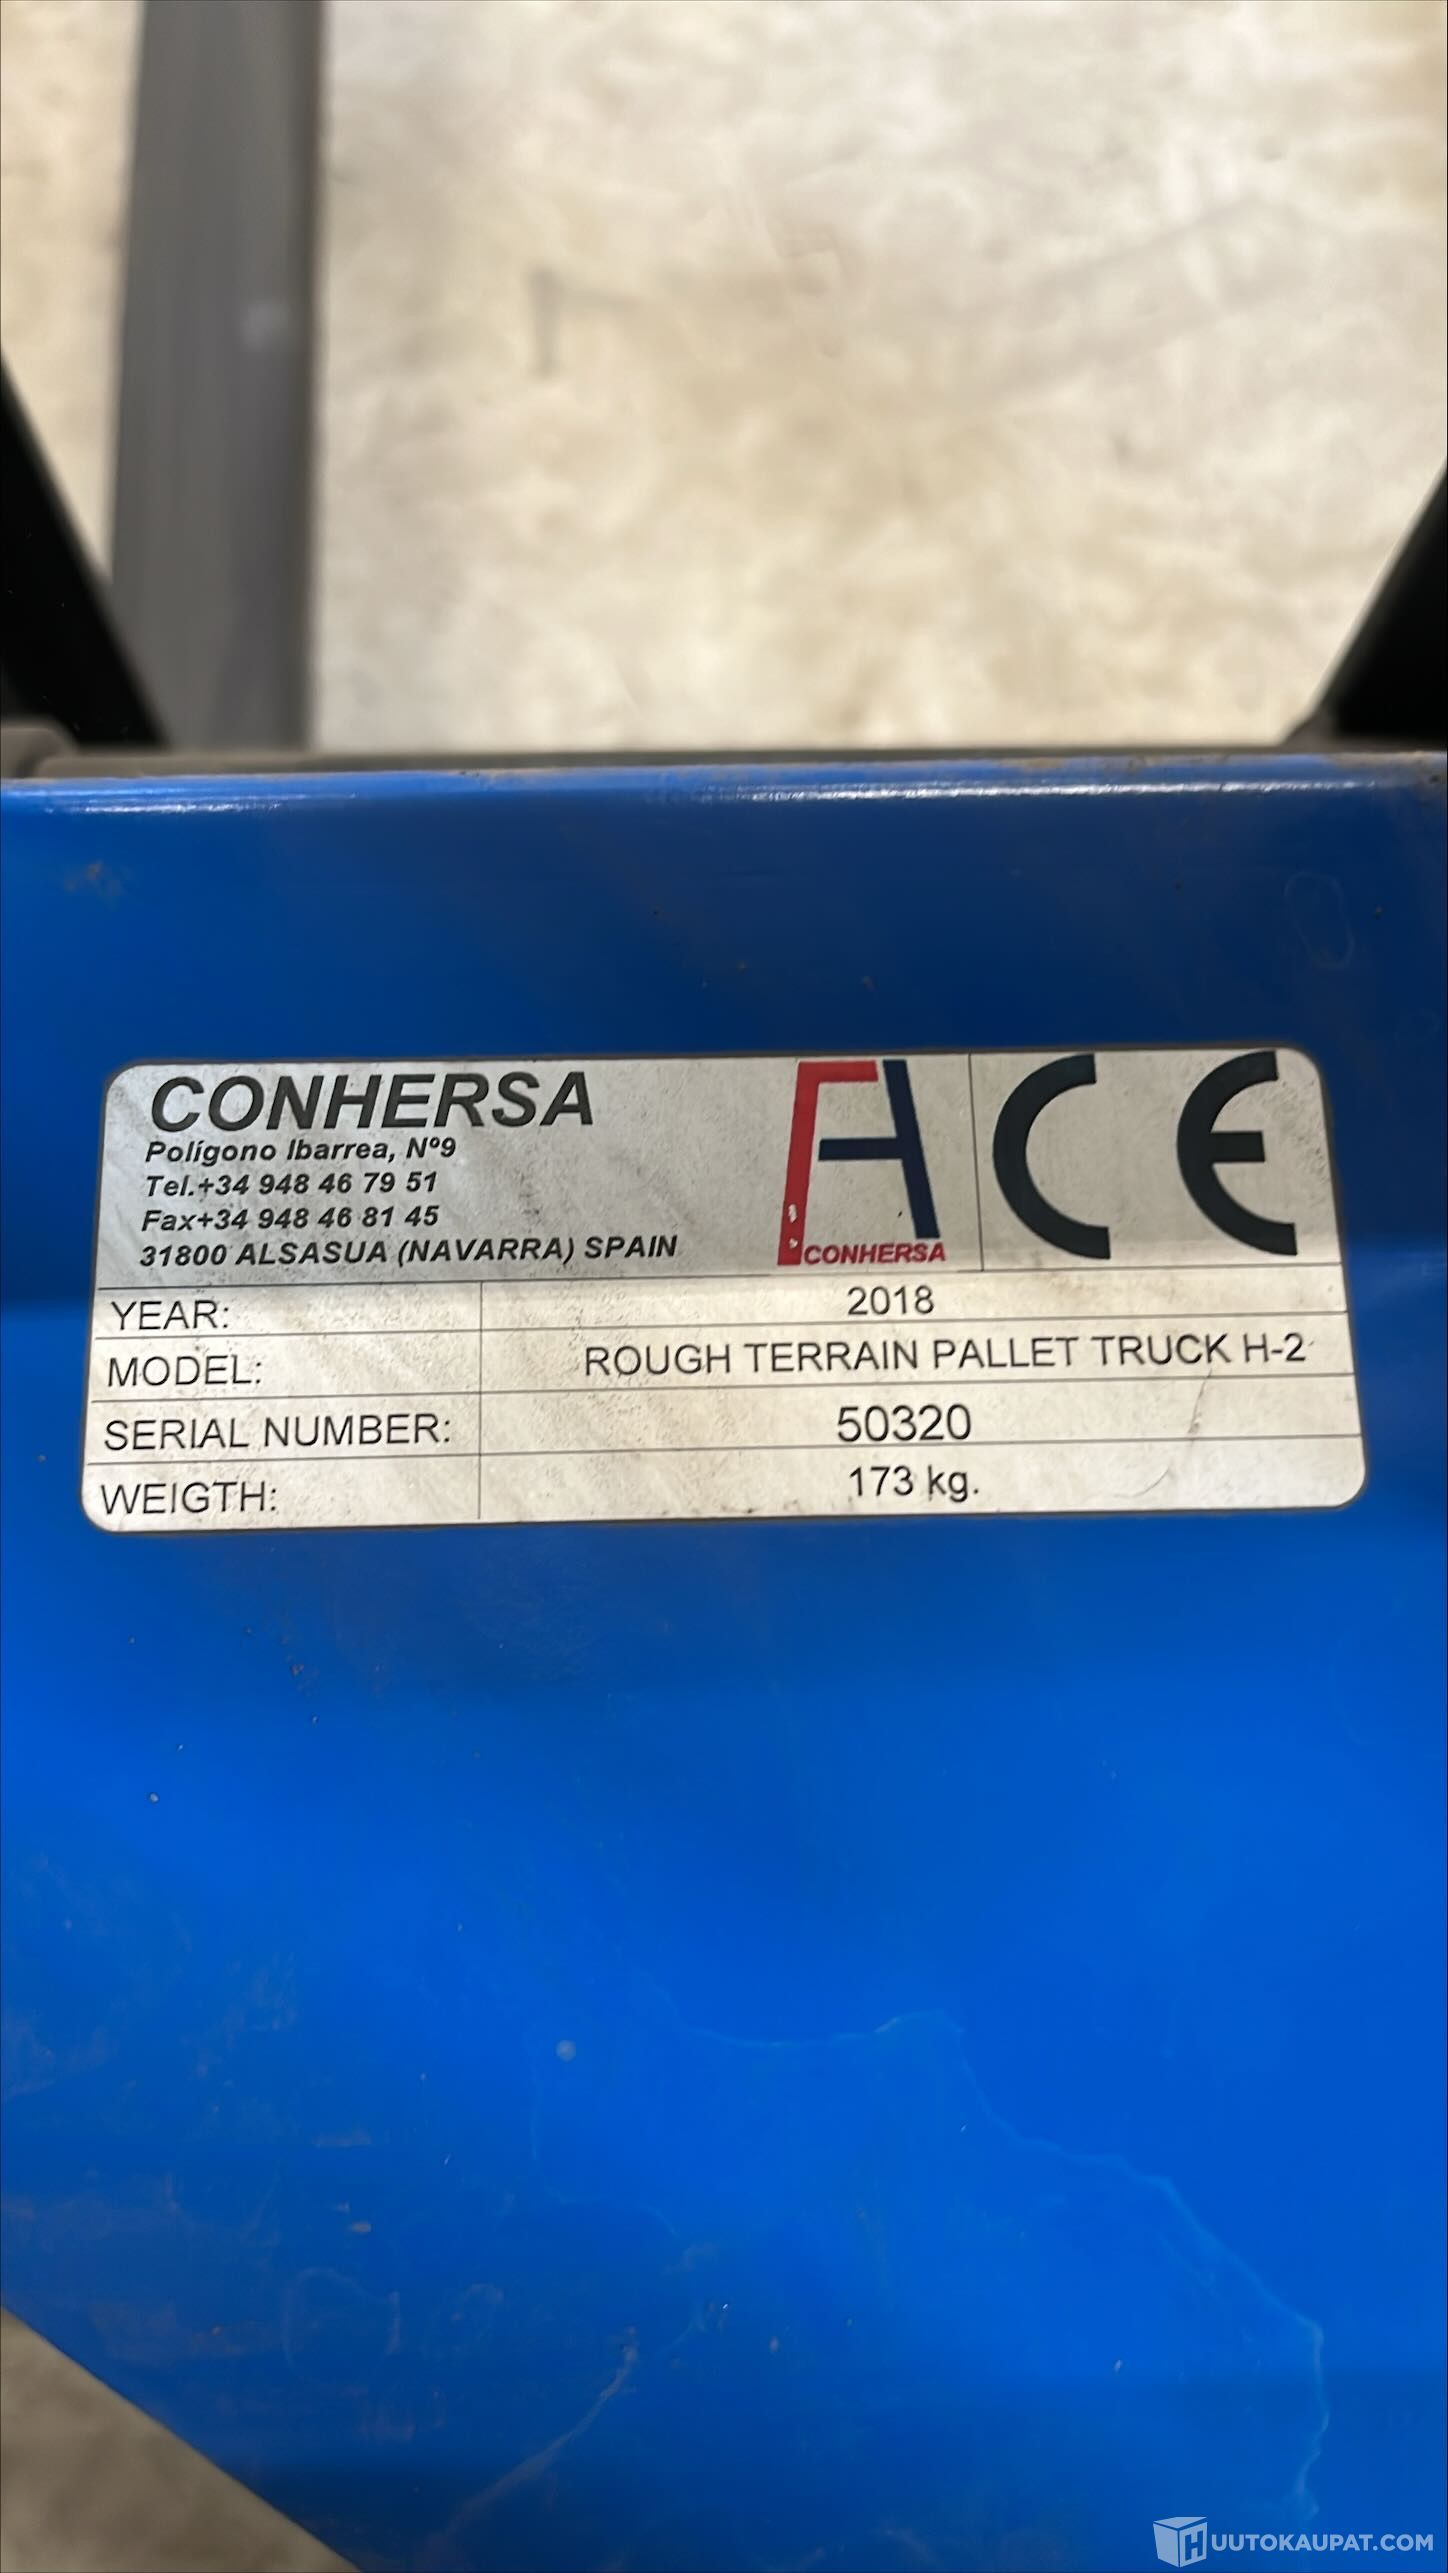 CONHERSA
Polígono Ibarrea, Nº9
Tel.+34 948 46 79 51
Fax+34 948 46 81 45
31800 ALSASUA (NAVARRA) SPAIN
CONHERSA
CE
YEAR: 2018
MODEL: ROUGH TERRAIN PALLET TRUCK H-2
SERIAL NUMBER: 50320
WEIGTH: 173 kg.
HUUTOKAUPAT.COM